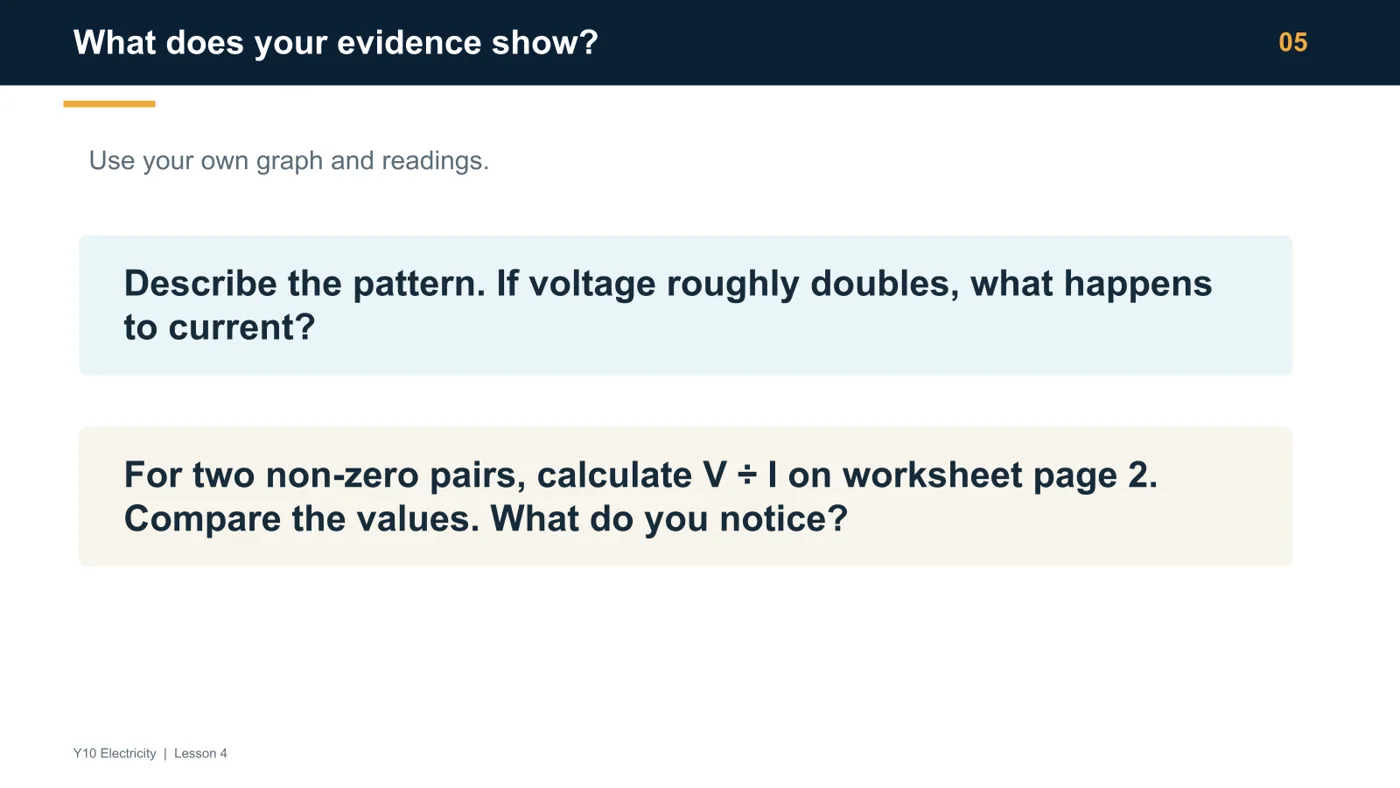 What does your evidence show?
05
Use your own graph and readings.
Describe the pattern. If voltage roughly doubles, what happens
to current?
For two non-zero pairs, calculate V ÷ I on worksheet page 2.
Compare the values. What do you notice?
Y10 Electricity | Lesson 4